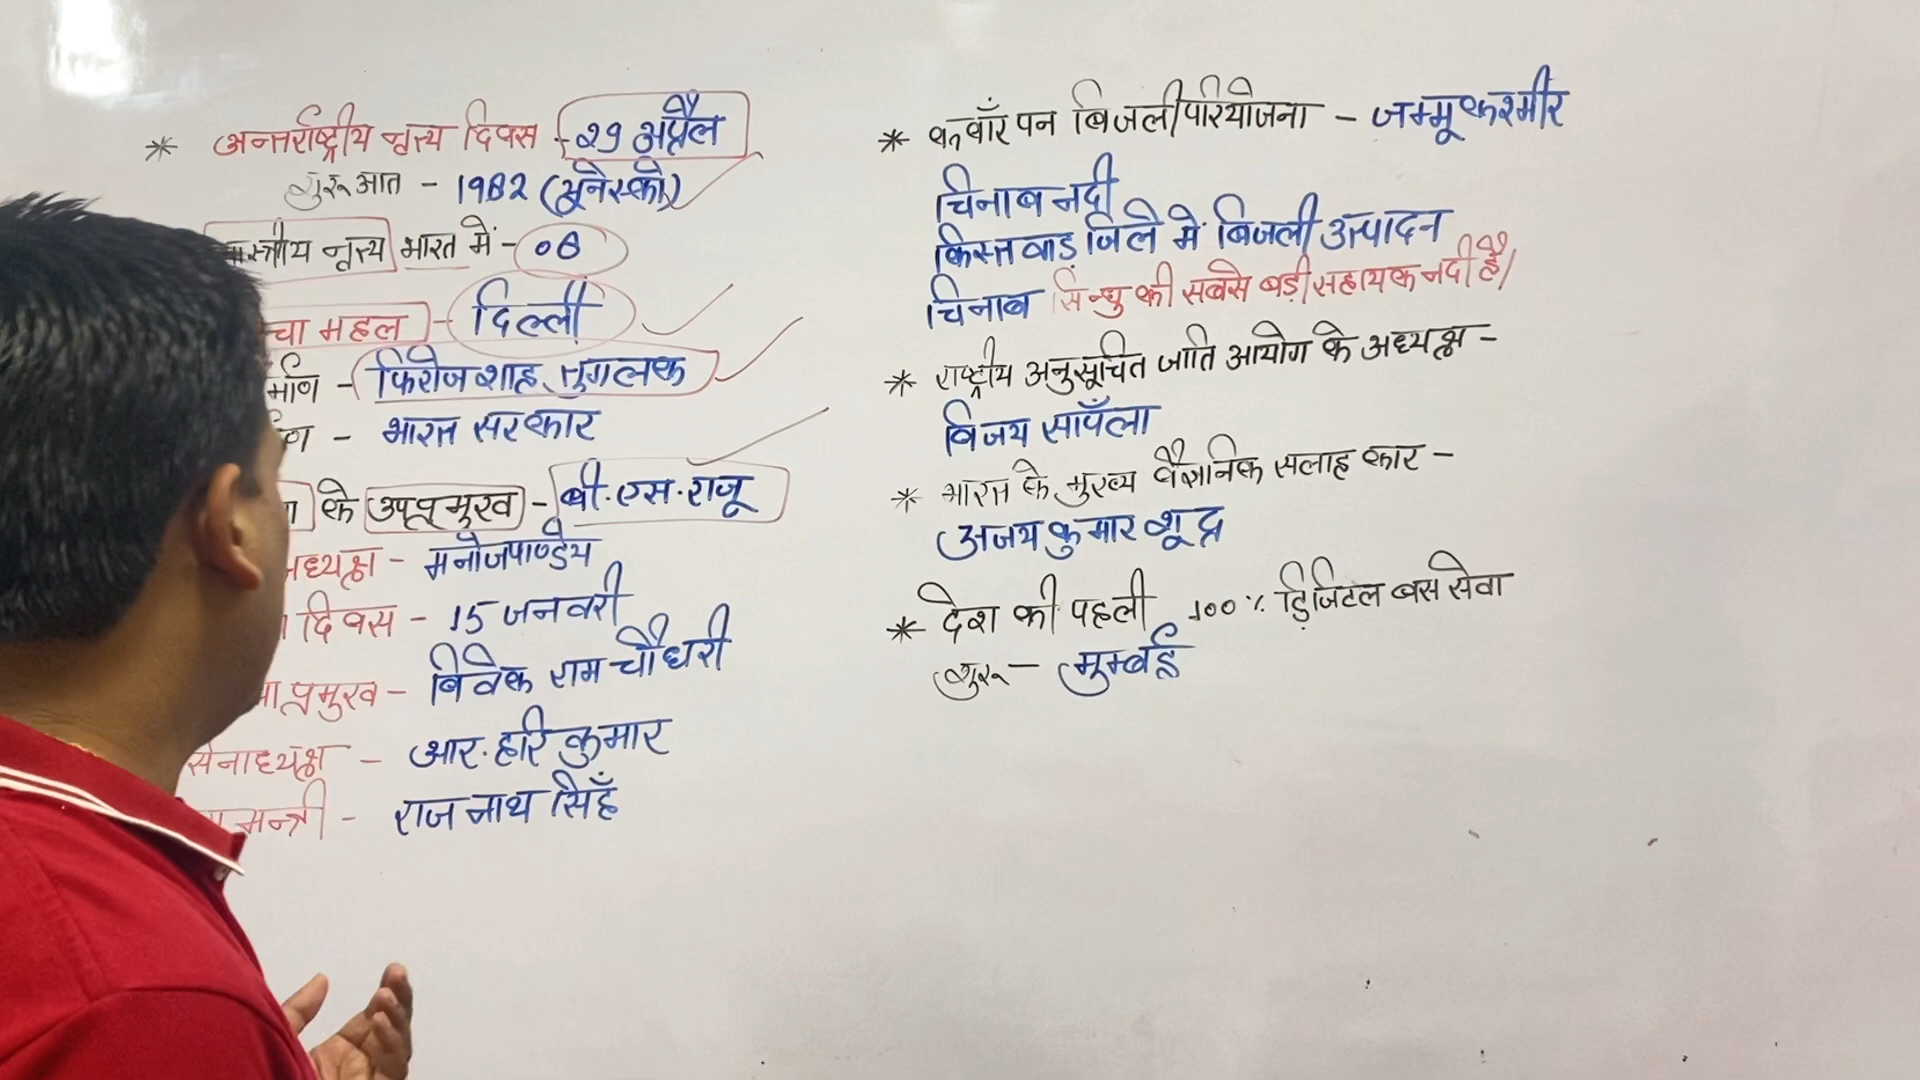 * अन्तर्राष्ट्रीय नृत्य दिवस - 29 अप्रैल
शुरुआत - 1982 (यूनेस्को)
नृत्य भारत में - 08
महल - दिल्ली
- फिरोजशाह तुगलक
- भारत सरकार
के उपप्रमुख - बी.एस.राजू
- मनोजपाण्डेय
दिवस - 15 जनवरी
प्रमुख - विवेक राम चौधरी
सेनाध्यक्ष - आर. हरि कुमार
मन्त्री - राजनाथ सिहँ
* क्वाँर पन बिजली परियोजना - जम्मू कश्मीर
चिनाब नदी
किस्तवाड़ जिले में बिजली उत्पादन
चिनाब सिन्धु की सबसे बड़ी सहायक नदी है/
* राष्ट्रीय अनुसूचित जाति आयोग के अध्यक्ष -
विजय साँपला
* भारत के मुख्य वैज्ञानिक सलाहकार -
अजय कुमार शूद्र
* देश की पहली 100% डिजिटल बस सेवा
शुरू - मुम्बई